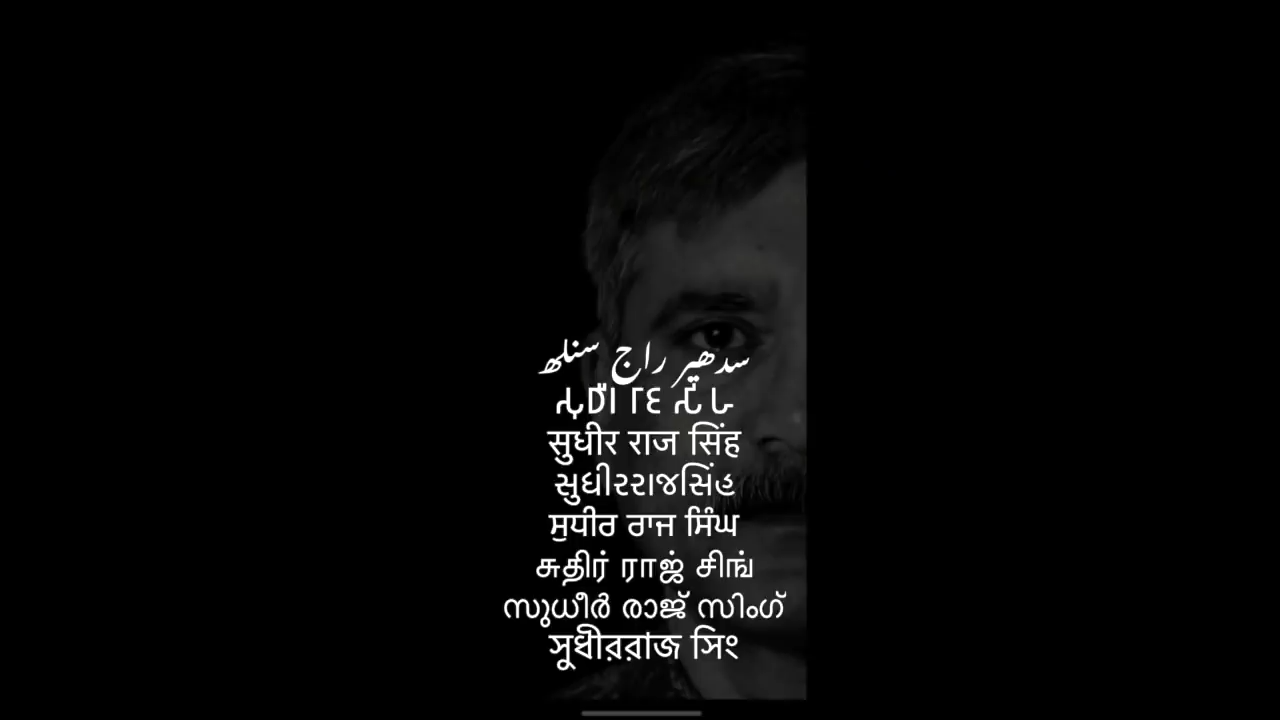 سدھیر راج سنلھ
सुधीर राज सिंह
સુધીરરાજસિંહ
ਸੁਧੀਰ ਰਾਜ ਸਿੰਘ
சுதிர் ராஜ் சிங்
സുധീർ രാജ് സിംഗ്
সুধীররাজ সিং